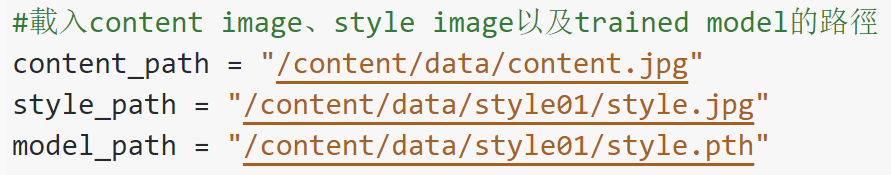 #載入content image、style image以及trained model的路徑
content_path = "/content/data/content.jpg"
style_path = "/content/data/style01/style.jpg"
model_path = "/content/data/style01/style.pth"